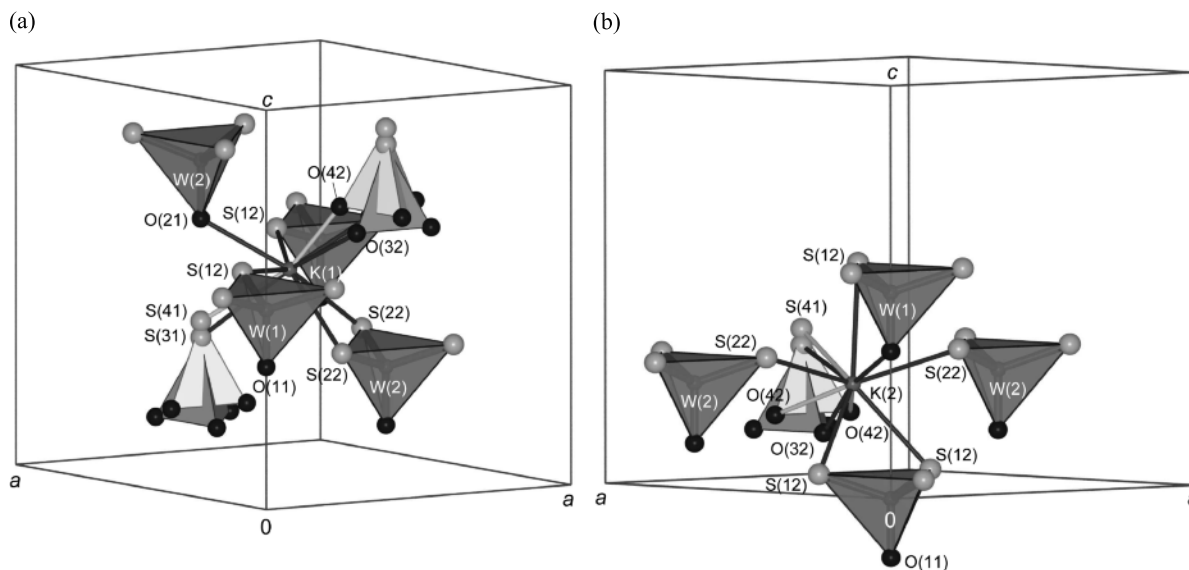 (a)
(b)
c
c
W(2)
O(42)
O(21)
S(12)
O(32)
S(12)
K(1)
S(12)
S(41)
S(41)
W(1)
S(31)
S(22)
W(1)
S(22)
S(22)
S(22)
O(11)
W(2)
K(2)
W(2)
O(42)
W(2)
O(42)
O(32)
S(12)
S(12)
a
a
a
0
0
O(11)